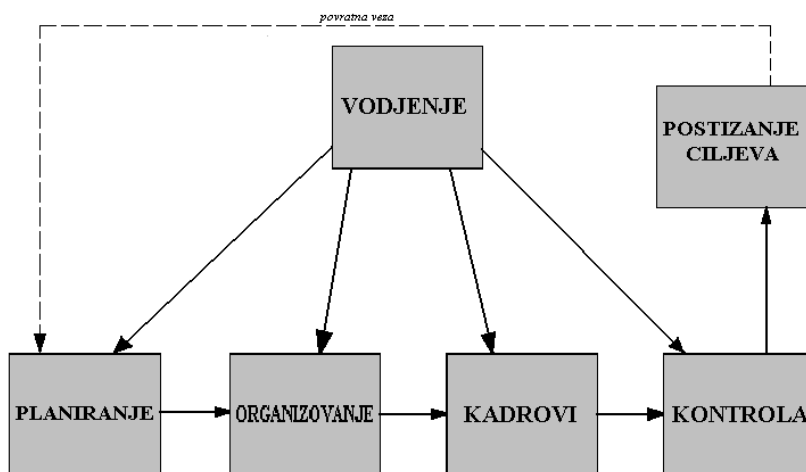 povratna veza
VODJENJE
POSTIZANJE
CILJEVA
PLANIRANJE
ORGANIZOVANJE
KADROVI
KONTROLA